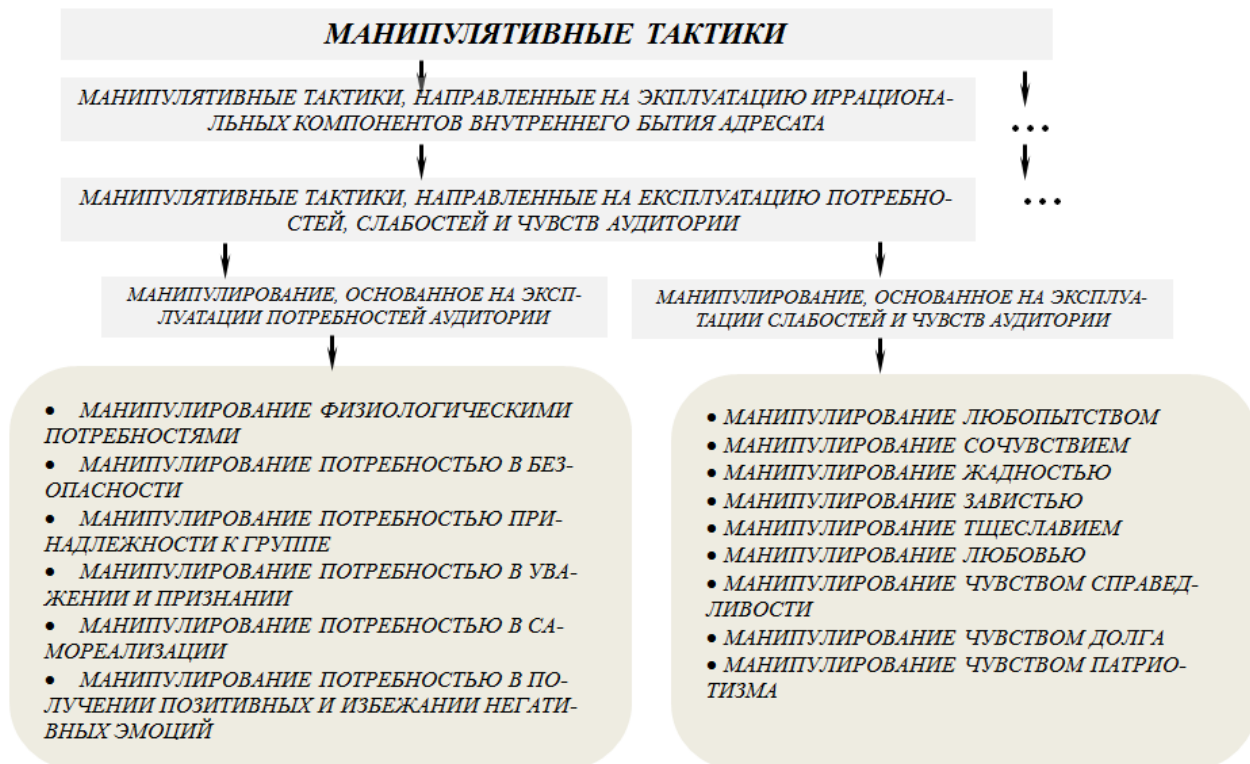 МАНИПУЛЯТИВНЫЕ ТАКТИКИ
МАНИПУЛЯТИВНЫЕ ТАКТИКИ, НАПРАВЛЕННЫЕ НА ЭКПЛУАТАЦИЮ ИРРАЦИОНА-
ЛЬНЫХ КОМПОНЕНТОВ ВНУТРЕННЕГО БЫТИЯ АДРЕСАТА
...
МАНИПУЛЯТИВНЫЕ ТАКТИКИ, НАПРАВЛЕННЫЕ НА ЕКСПЛУАТАЦИЮ ПОТРЕБНО-
СТЕЙ, СЛАБОСТЕЙ И ЧУВСТВ АУДИТОРИИ
...
МАНИПУЛИРОВАНИЕ, ОСНОВАННОЕ НА ЭКСП-
ЛУАТАЦИИ ПОТРЕБНОСТЕЙ АУДИТОРИИ
• МАНИПУЛИРОВАНИЕ ФИЗИОЛОГИЧЕСКИМИ
ПОТРЕБНОСТЯМИ
• МАНИПУЛИРОВАНИЕ ПОТРЕБНОСТЬЮ В БЕЗ-
ОПАСНОСТИ
• МАНИПУЛИРОВАНИЕ ПОТРЕБНОСТЬЮ ПРИ-
НАДЛЕЖНОСТИ К ГРУППЕ
• МАНИПУЛИРОВАНИЕ ПОТРЕБНОСТЬЮ В УВА-
ЖЕНИИ И ПРИЗНАНИИ
• МАНИПУЛИРОВАНИЕ ПОТРЕБНОСТЬЮ В СА-
МОРЕАЛИЗАЦИИ
• МАНИПУЛИРОВАНИЕ ПОТРЕБНОСТЬЮ В ПО-
ЛУЧЕНИИ ПОЗИТИВНЫХ И ИЗБЕЖАНИИ НЕГАТИ-
ВНЫХ ЭМОЦИЙ
МАНИПУЛИРОВАНИЕ, ОСНОВАННОЕ НА ЭКСПЛУА-
ТАЦИИ СЛАБОСТЕЙ И ЧУВСТВ АУДИТОРИИ
• МАНИПУЛИРОВАНИЕ ЛЮБОПЫТСТВОМ
• МАНИПУЛИРОВАНИЕ СОЧУВСТВИЕМ
• МАНИПУЛИРОВАНИЕ ЖАДНОСТЬЮ
• МАНИПУЛИРОВАНИЕ ЗАВИСТЬЮ
• МАНИПУЛИРОВАНИЕ ТЩЕСЛАВИЕМ
• МАНИПУЛИРОВАНИЕ ЛЮБОВЬЮ
• МАНИПУЛИРОВАНИЕ ЧУВСТВОМ СПРАВЕД-
ЛИВОСТИ
• МАНИПУЛИРОВАНИЕ ЧУВСТВОМ ДОЛГА
• МАНИПУЛИРОВАНИЕ ЧУВСТВОМ ПАТРИО-
ТИЗМА